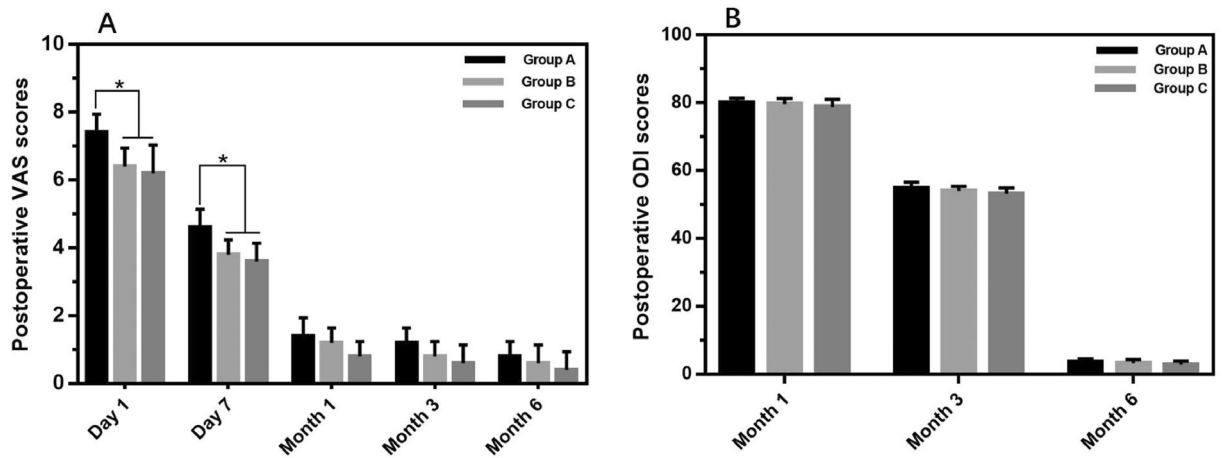 A
Postoperative VAS scores
10
8
6
4
2
0
Group A
Group B
Group C
*
*
Day 1
Day 7
Month 1
Month 3
Month 6
B
Postoperative ODI scores
100
80
60
40
20
0
Group A
Group B
Group C
Month 1
Month 3
Month 6